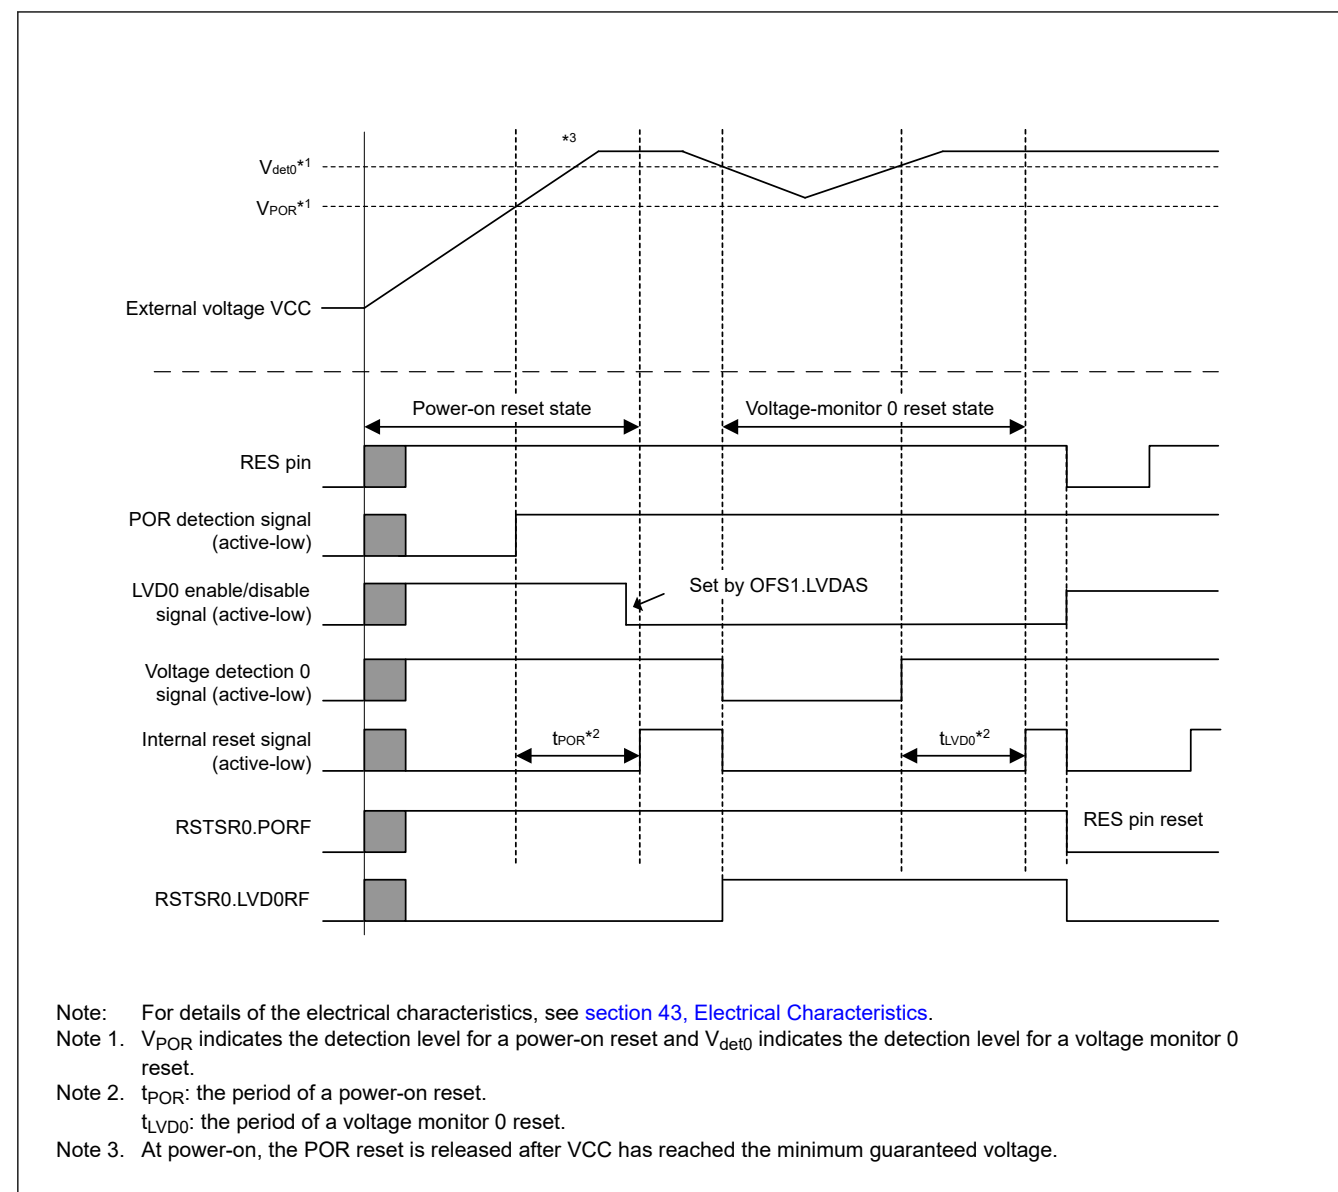 *3
Vdet0*1
VPOR*1
External voltage VCC
Power-on reset state
Voltage-monitor 0 reset state
RES pin
POR detection signal
(active-low)
LVD0 enable/disable
signal (active-low)
Set by OFS1.LVDAS
Voltage detection 0
signal (active-low)
Internal reset signal
(active-low)
tPOR*2
tLVD0*2
RSTSR0.PORF
RES pin reset
RSTSR0.LVD0RF
Note: For details of the electrical characteristics, see section 43, Electrical Characteristics.
Note 1. VPOR indicates the detection level for a power-on reset and Vdet0 indicates the detection level for a voltage monitor 0
reset.
Note 2. tPOR: the period of a power-on reset.
tLVD0: the period of a voltage monitor 0 reset.
Note 3. At power-on, the POR reset is released after VCC has reached the minimum guaranteed voltage.